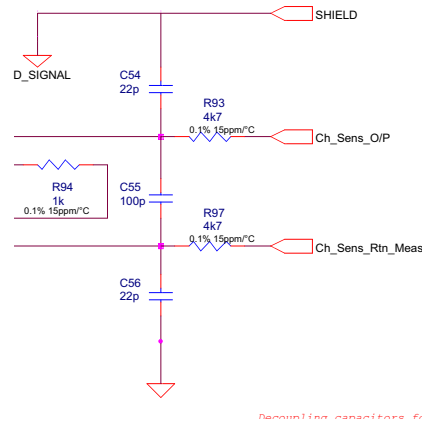 SHIELD
D_SIGNAL
C54
22p
R93
4k7
0.1% 15ppm/°C
Ch_Sens_O/P
R94
1k
0.1% 15ppm/°C
C55
100p
R97
4k7
0.1% 15ppm/°C
Ch_Sens_Rtn_Meas
C56
22p
Decoupling capacitors fo